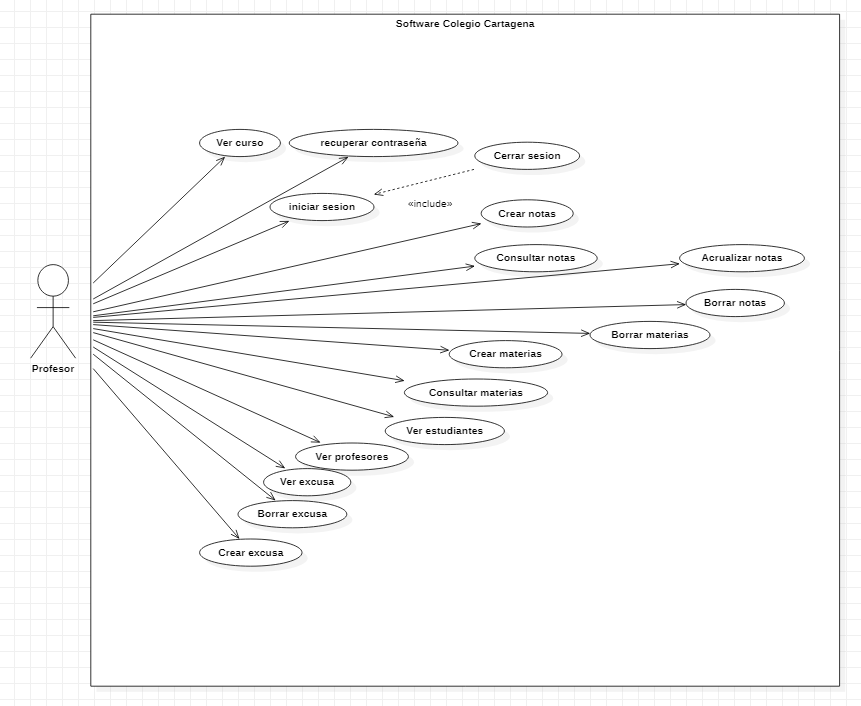 Software Colegio Cartagena
Ver curso
recuperar contraseña
Cerrar sesion
iniciar sesion
«include»
Crear notas
Consultar notas
Acrualizar notas
Borrar notas
Borrar materias
Crear materias
Profesor
Consultar materias
Ver estudiantes
Ver profesores
Ver excusa
Borrar excusa
Crear excusa